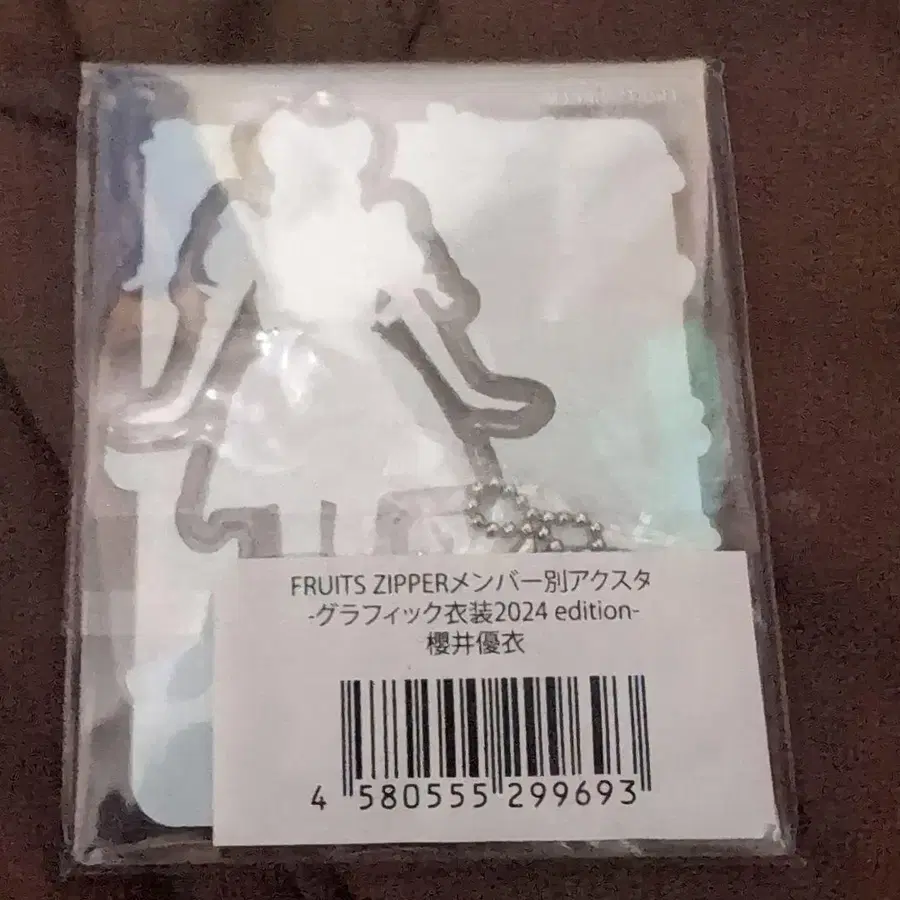 FRUITS ZIPPERメンバー別アクスタ
-グラフィック衣装2024 edition-
櫻井優衣
4 580555 299693